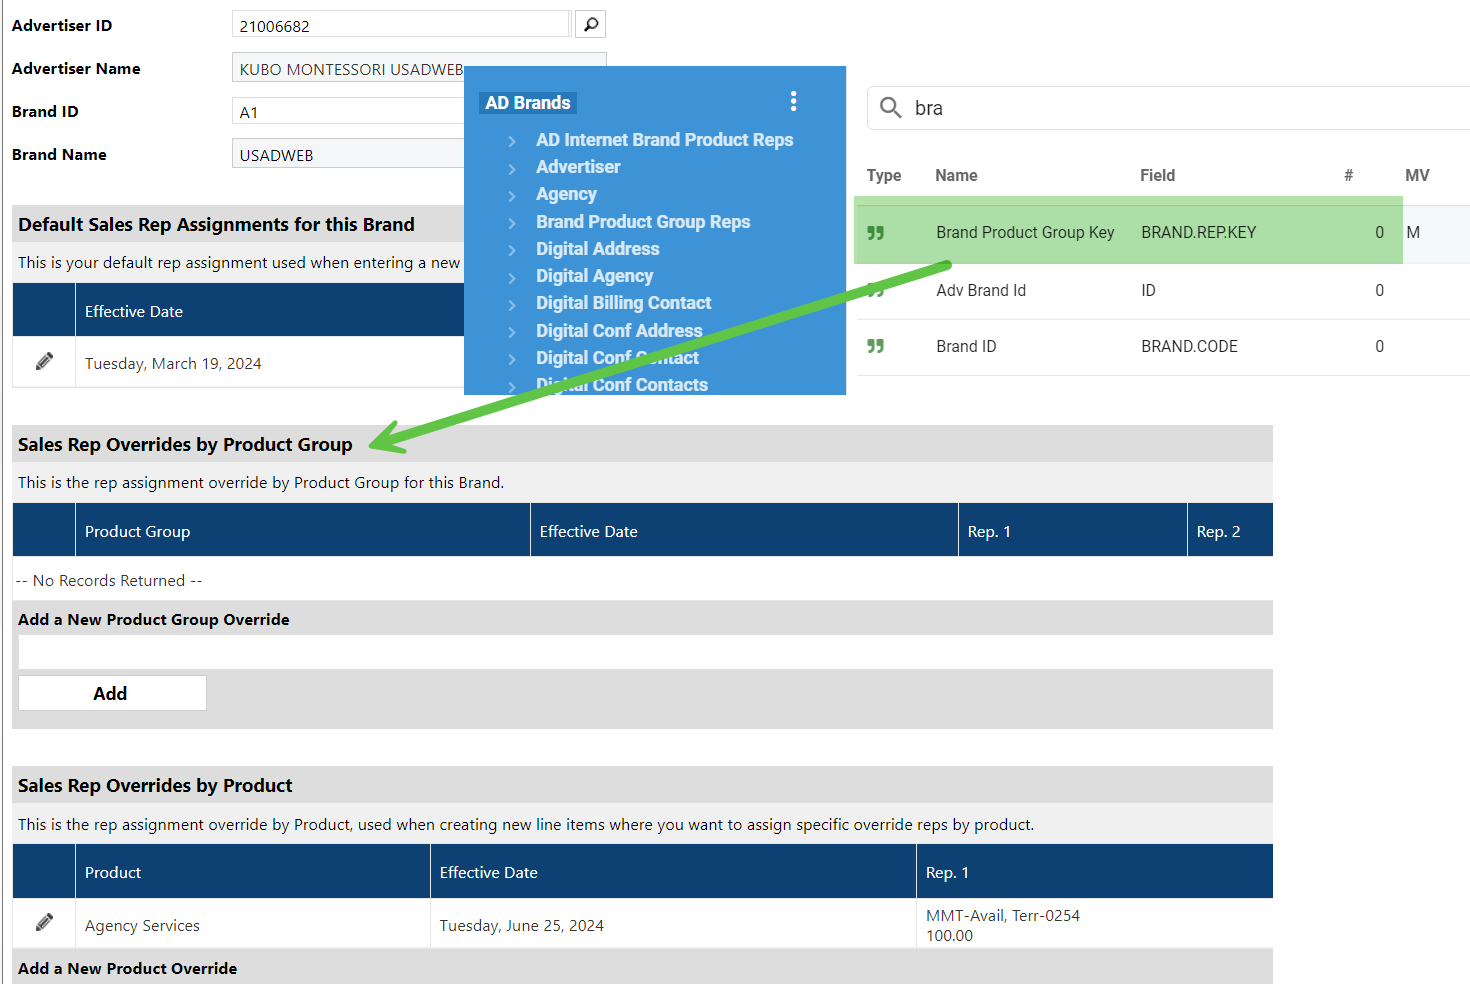 Advertiser ID
21006682
Advertiser Name
KUBO MONTESSORI USADWEB
Brand ID
A1
Brand Name
USADWEB
AD Brands
AD Internet Brand Product Reps
Advertiser
Agency
Brand Product Group Reps
Digital Address
Digital Agency
Digital Billing Contact
Digital Conf Address
Digital Conf Contact
Digital Conf Contacts
bra
Type Name Field # MV
Brand Product Group Key BRAND.REP.KEY 0 M
Adv Brand Id ID 0
Brand ID BRAND.CODE 0
Default Sales Rep Assignments for this Brand
This is your default rep assignment used when entering a new
Effective Date
Tuesday, March 19, 2024
Sales Rep Overrides by Product Group
This is the rep assignment override by Product Group for this Brand.
Product Group Effective Date Rep. 1 Rep. 2
-- No Records Returned --
Add a New Product Group Override
Add
Sales Rep Overrides by Product
This is the rep assignment override by Product, used when creating new line items where you want to assign specific override reps by product.
Product Effective Date Rep. 1
Agency Services Tuesday, June 25, 2024 MMT-Avail, Terr-0254
100.00
Add a New Product Override